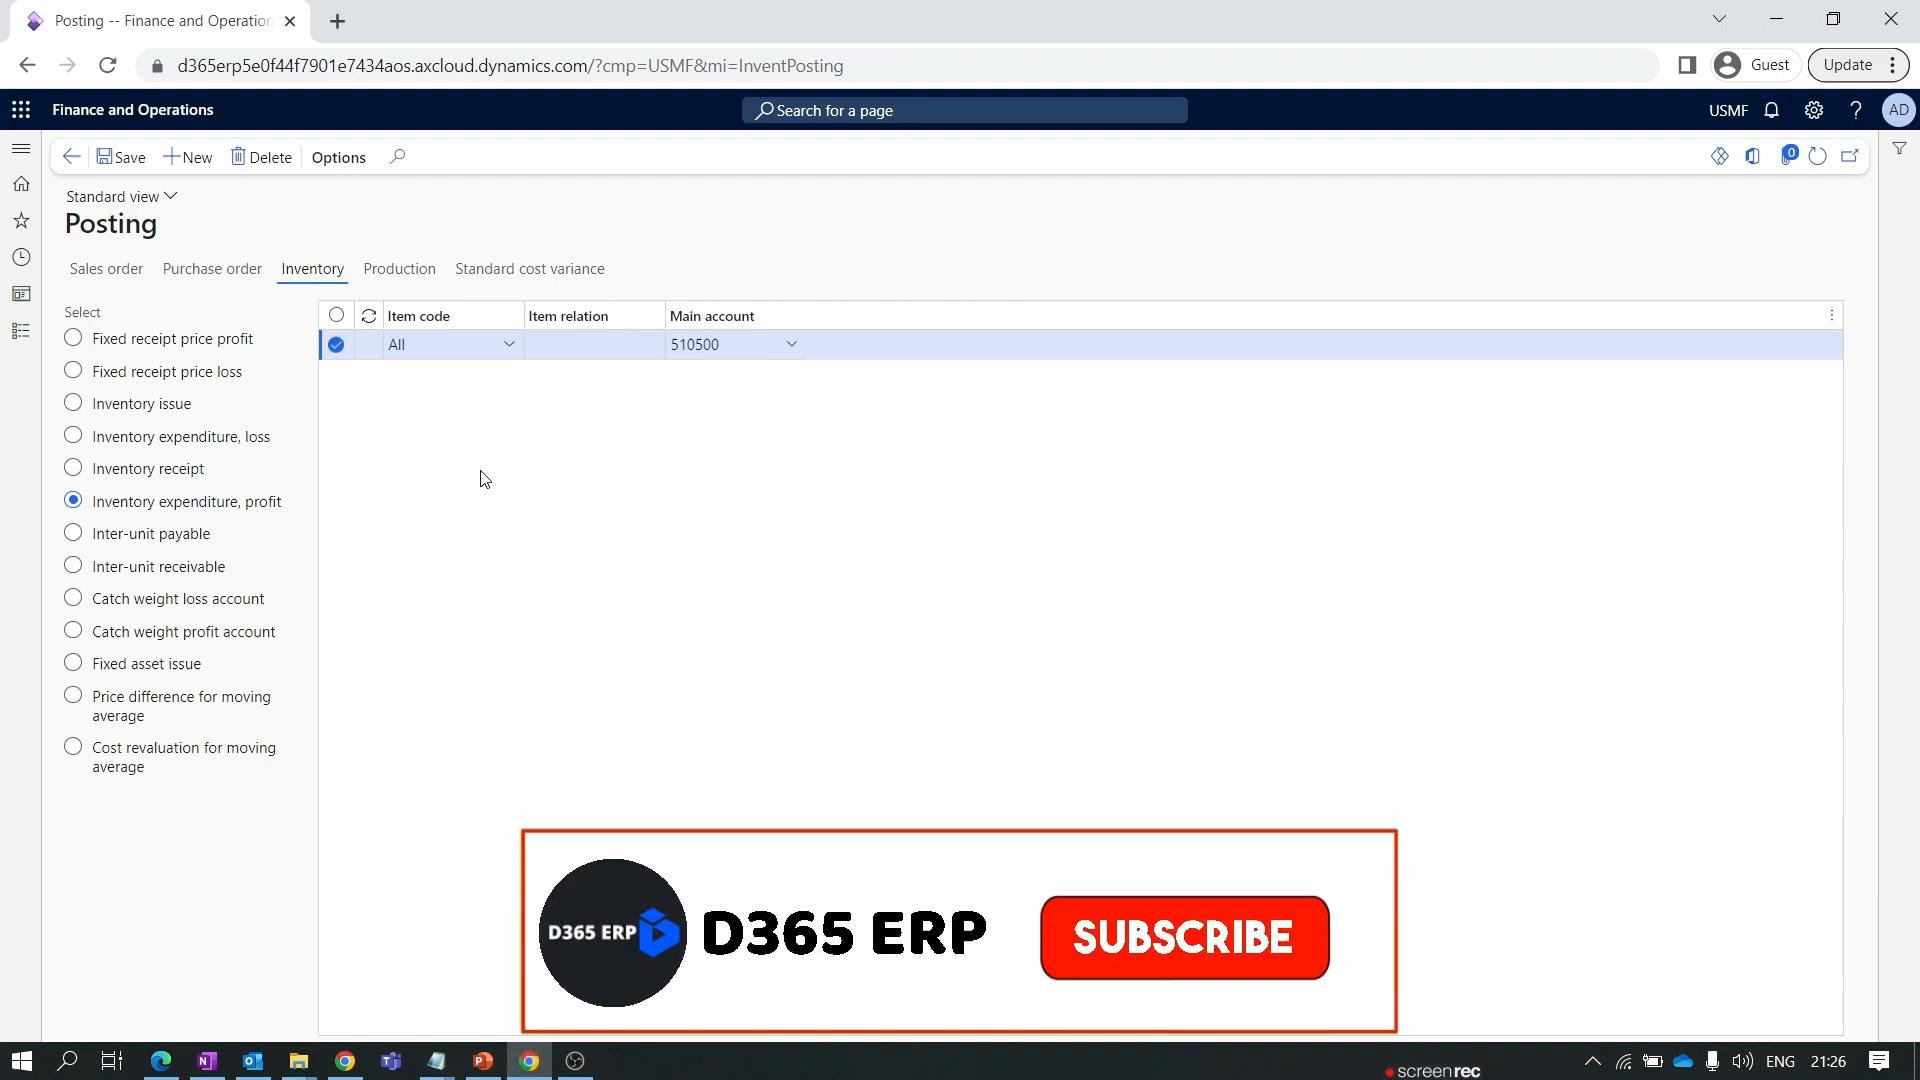 Posting -- Finance and Operation
d365erp5e0f44f7901e7434aos.axcloud.dynamics.com/?cmp=USMF&mi=InventPosting
Guest
Update
Finance and Operations
Search for a page
USMF
?
AD
Save
New
Delete
Options
0
Standard view
Posting
Sales order
Purchase order
Inventory
Production
Standard cost variance
Select
Fixed receipt price profit
Fixed receipt price loss
Inventory issue
Inventory expenditure, loss
Inventory receipt
Inventory expenditure, profit
Inter-unit payable
Inter-unit receivable
Catch weight loss account
Catch weight profit account
Fixed asset issue
Price difference for moving
average
Cost revaluation for moving
average
Item code
Item relation
Main account
All
510500
D365 ERP
D365 ERP
SUBSCRIBE
screenrec
ENG
21:26